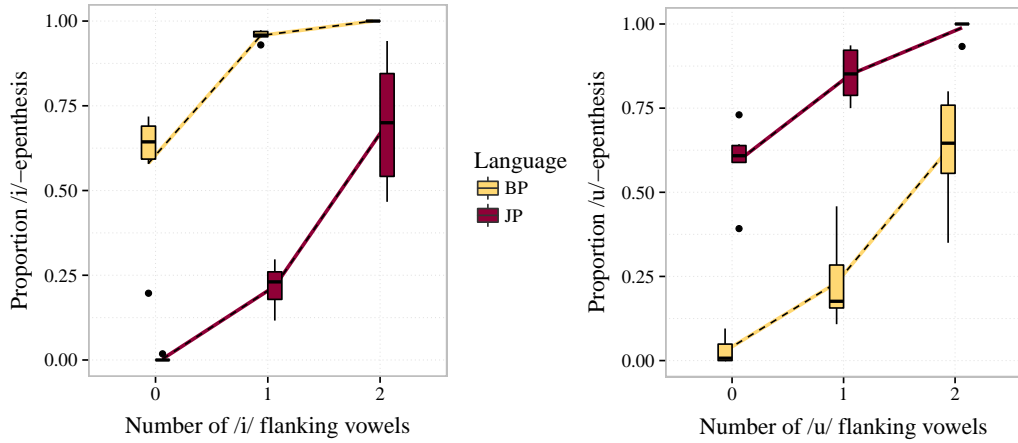 Proportion /i/−epenthesis
1.00
0.75
0.50
0.25
0.00
0 1 2
Number of /i/ flanking vowels
Language
BP
JP
Proportion /u/−epenthesis
1.00
0.75
0.50
0.25
0.00
0 1 2
Number of /u/ flanking vowels